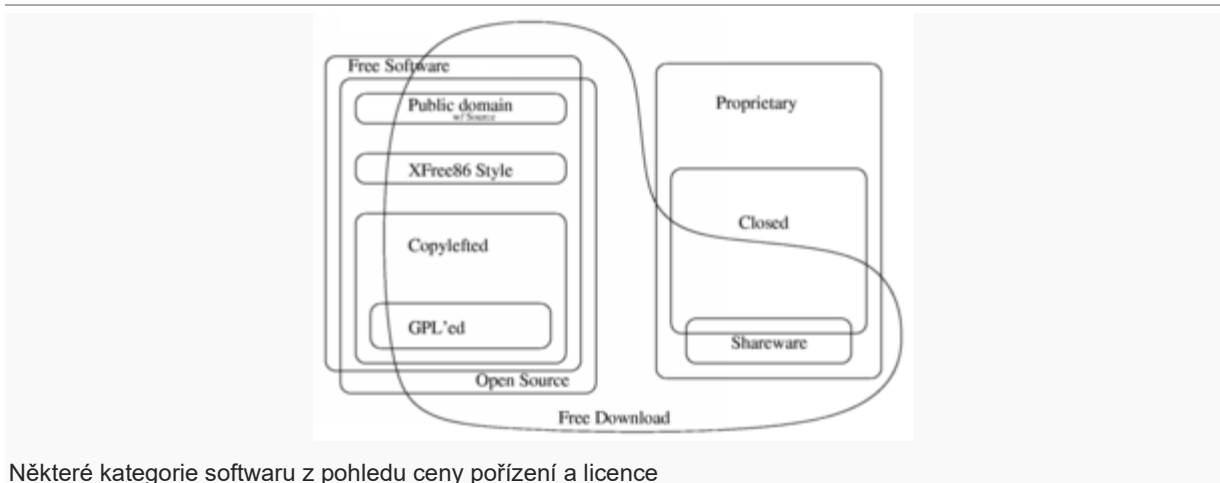 Free Software
Public domain
w/ Source
XFree86 Style
Copylefted
GPL'ed
Open Source
Proprietary
Closed
Shareware
Free Download
Některé kategorie softwaru z pohledu ceny pořízení a licence